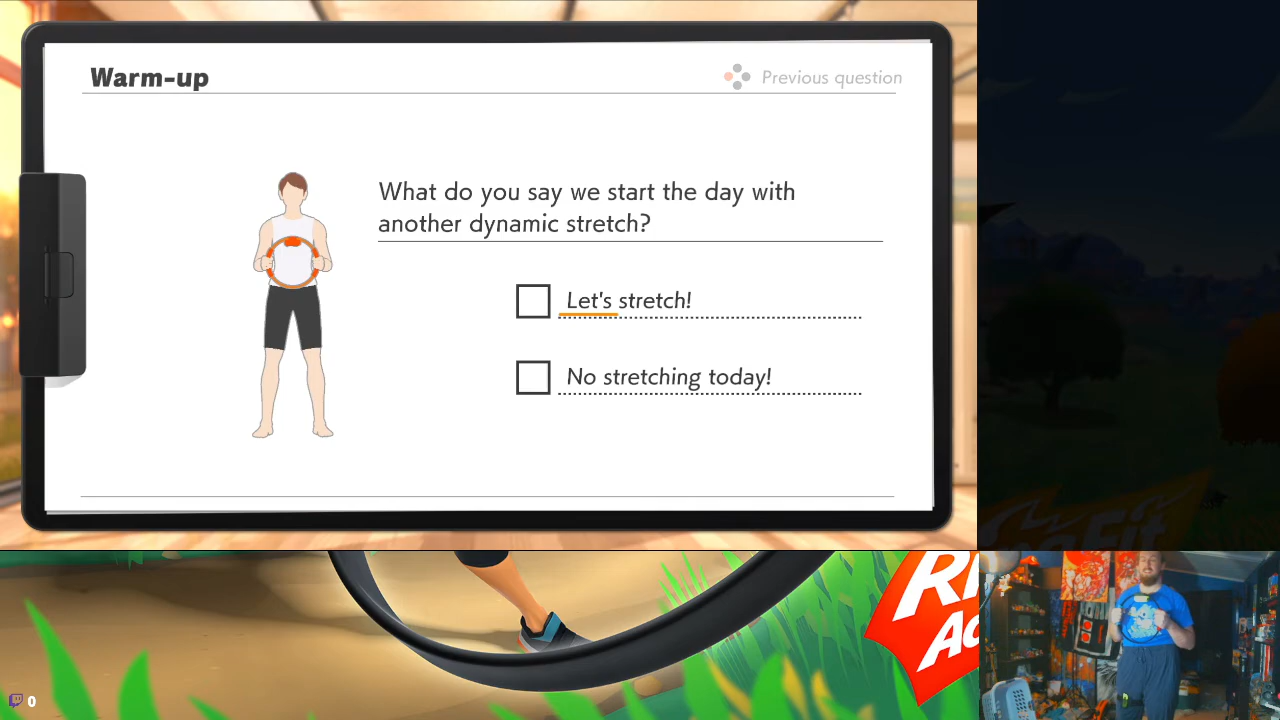 Warm-up
Previous question
What do you say we start the day with
another dynamic stretch?
Let's stretch!
No stretching today!
0